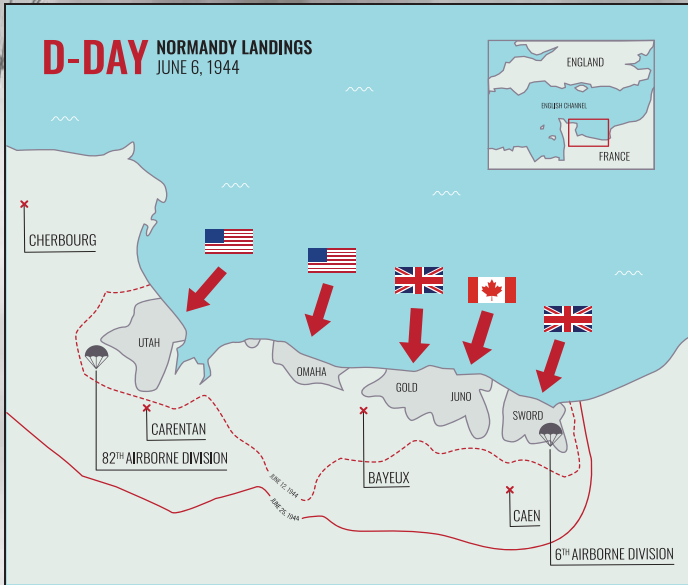 D-DAY NORMANDY LANDINGS
JUNE 6, 1944
ENGLAND
ENGLISH CHANNEL
FRANCE
CHERBOURG
UTAH
OMAHA
GOLD
JUNO
SWORD
CARENTAN
82TH AIRBORNE DIVISION
BAYEUX
JUNE 12, 1944
JUNE 25, 1944
CAEN
6TH AIRBORNE DIVISION